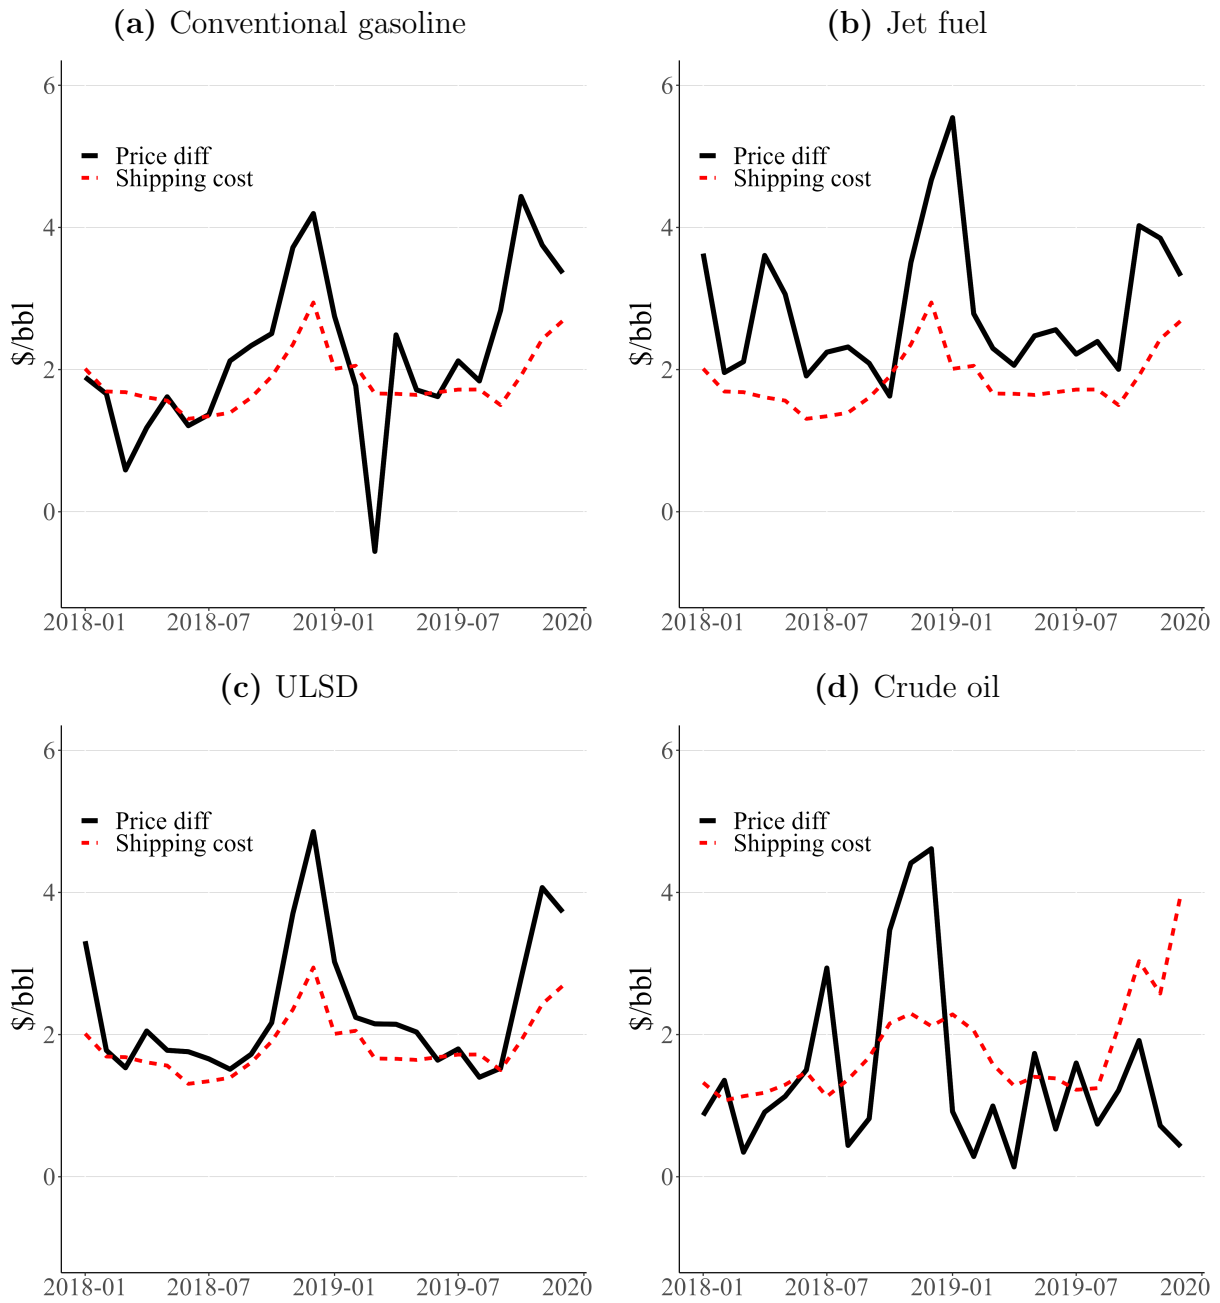 (a) Conventional gasoline
6
4
2
0
$/bbl
Price diff
Shipping cost
2018-01 2018-07 2019-01 2019-07 2020
(b) Jet fuel
6
4
2
0
$/bbl
Price diff
Shipping cost
2018-01 2018-07 2019-01 2019-07 2020
(c) ULSD
6
4
2
0
$/bbl
Price diff
Shipping cost
2018-01 2018-07 2019-01 2019-07 2020
(d) Crude oil
6
4
2
0
$/bbl
Price diff
Shipping cost
2018-01 2018-07 2019-01 2019-07 2020